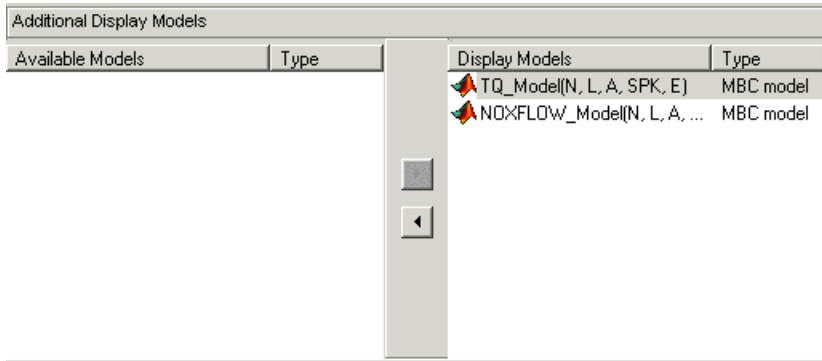 Additional Display Models
Available Models Type Display Models Type
TQ_Model(N, L, A, SPK, E) MBC model
NOXFLOW_Model(N, L, A, ... MBC model